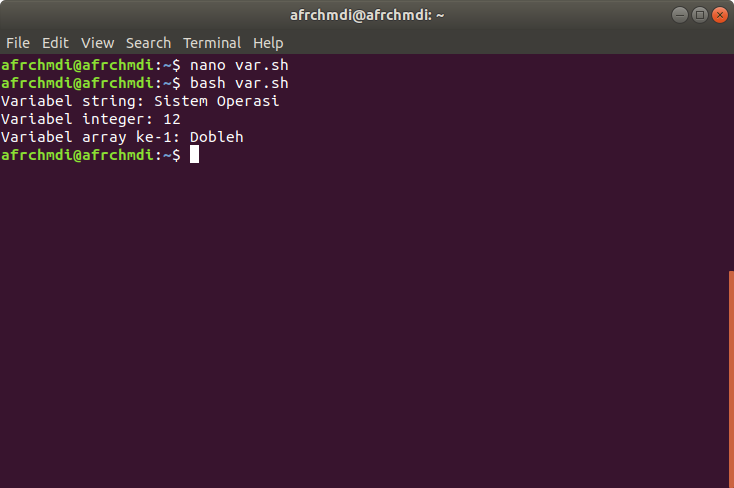 afrchmdi@afrchmdi: ~
File Edit View Search Terminal Help
afrchmdi@afrchmdi:~$ nano var.sh
afrchmdi@afrchmdi:~$ bash var.sh
Variabel string: Sistem Operasi
Variabel integer: 12
Variabel array ke-1: Dobleh
afrchmdi@afrchmdi:~$